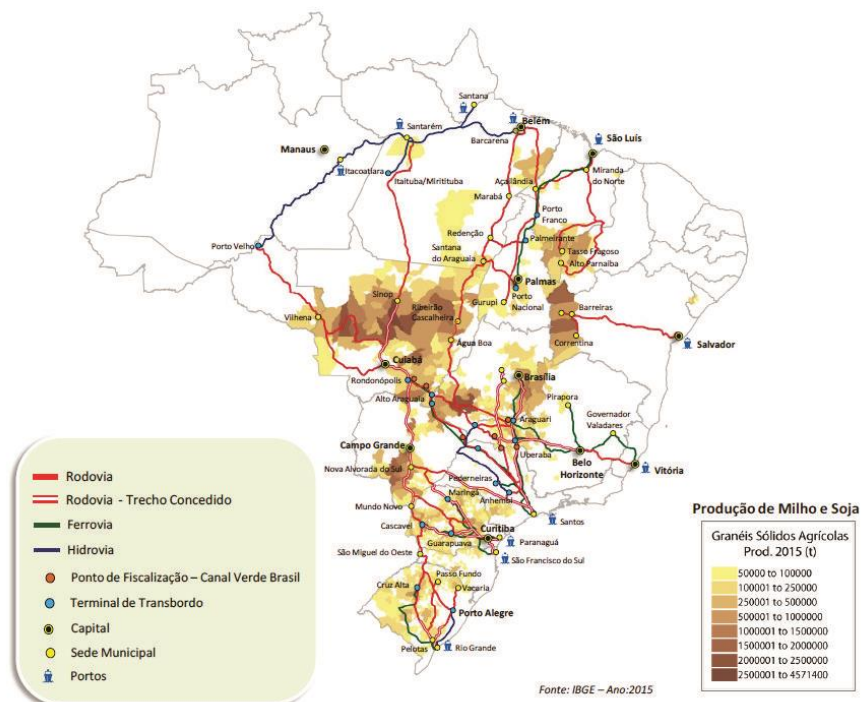 Santana
Santarém
Belém
Barcarena
São Luís
Manaus
Itacoatiara
Itaituba/Miritituba
Açailândia
Miranda
do Norte
Marabá
Porto
Franco
Porto Velho
Redenção
Palmeirante
Santana
do Araguaia
Tasso Fragoso
Alto Parnaíba
Palmas
Sinop
Ribeirão
Cascalheira
Gurupi
Porto
Nacional
Vilhena
Barreiras
Água Boa
Correntina
Salvador
Cuiabá
Rondonópolis
Brasília
Alto Araguaia
Pirapora
Governador
Valadares
Araguari
Campo Grande
Uberaba
Belo
Horizonte
Vitória
Nova Alvorada do Sul
Pederneiras
Maringa
Anhembi
Mundo Novo
Santos
Cascavel
Curitiba
Guarapuava
Paranaguá
São Miguel do Oeste
São Francisco do Sul
Passo Fundo
Cruz Alta
Vacaria
Porto Alegre
Pelotas
Rio Grande
Rodovia
Rodovia - Trecho Concedido
Ferrovia
Hidrovia
Ponto de Fiscalização – Canal Verde Brasil
Terminal de Transbordo
Capital
Sede Municipal
Portos
Produção de Milho e Soja
Granéis Sólidos Agrícolas
Prod. 2015 (t)
50000 to 100000
100001 to 250000
250001 to 500000
500001 to 1000000
1000001 to 1500000
1500001 to 2000000
2000001 to 2500000
2500001 to 4571400
Fonte: IBGE – Ano:2015